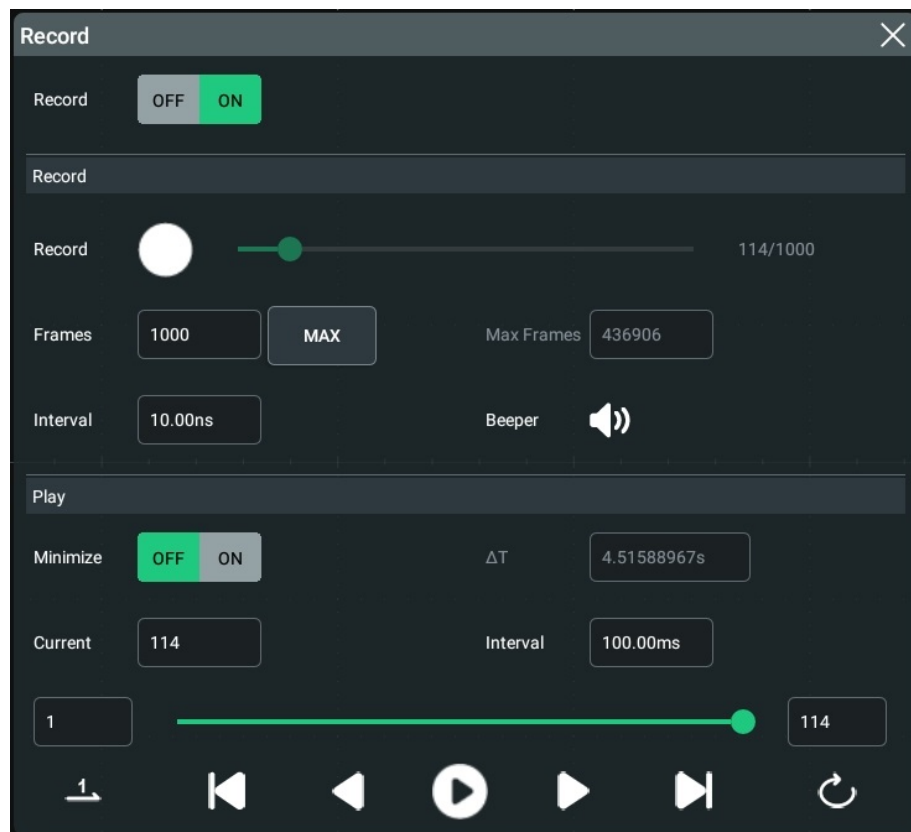 Record
Record OFF ON
Record
Record 114/1000
Frames 1000 MAX Max Frames 436906
Interval 10.00ns Beeper
Play
Minimize OFF ON ΔT 4.51588967s
Current 114 Interval 100.00ms
1 114
1